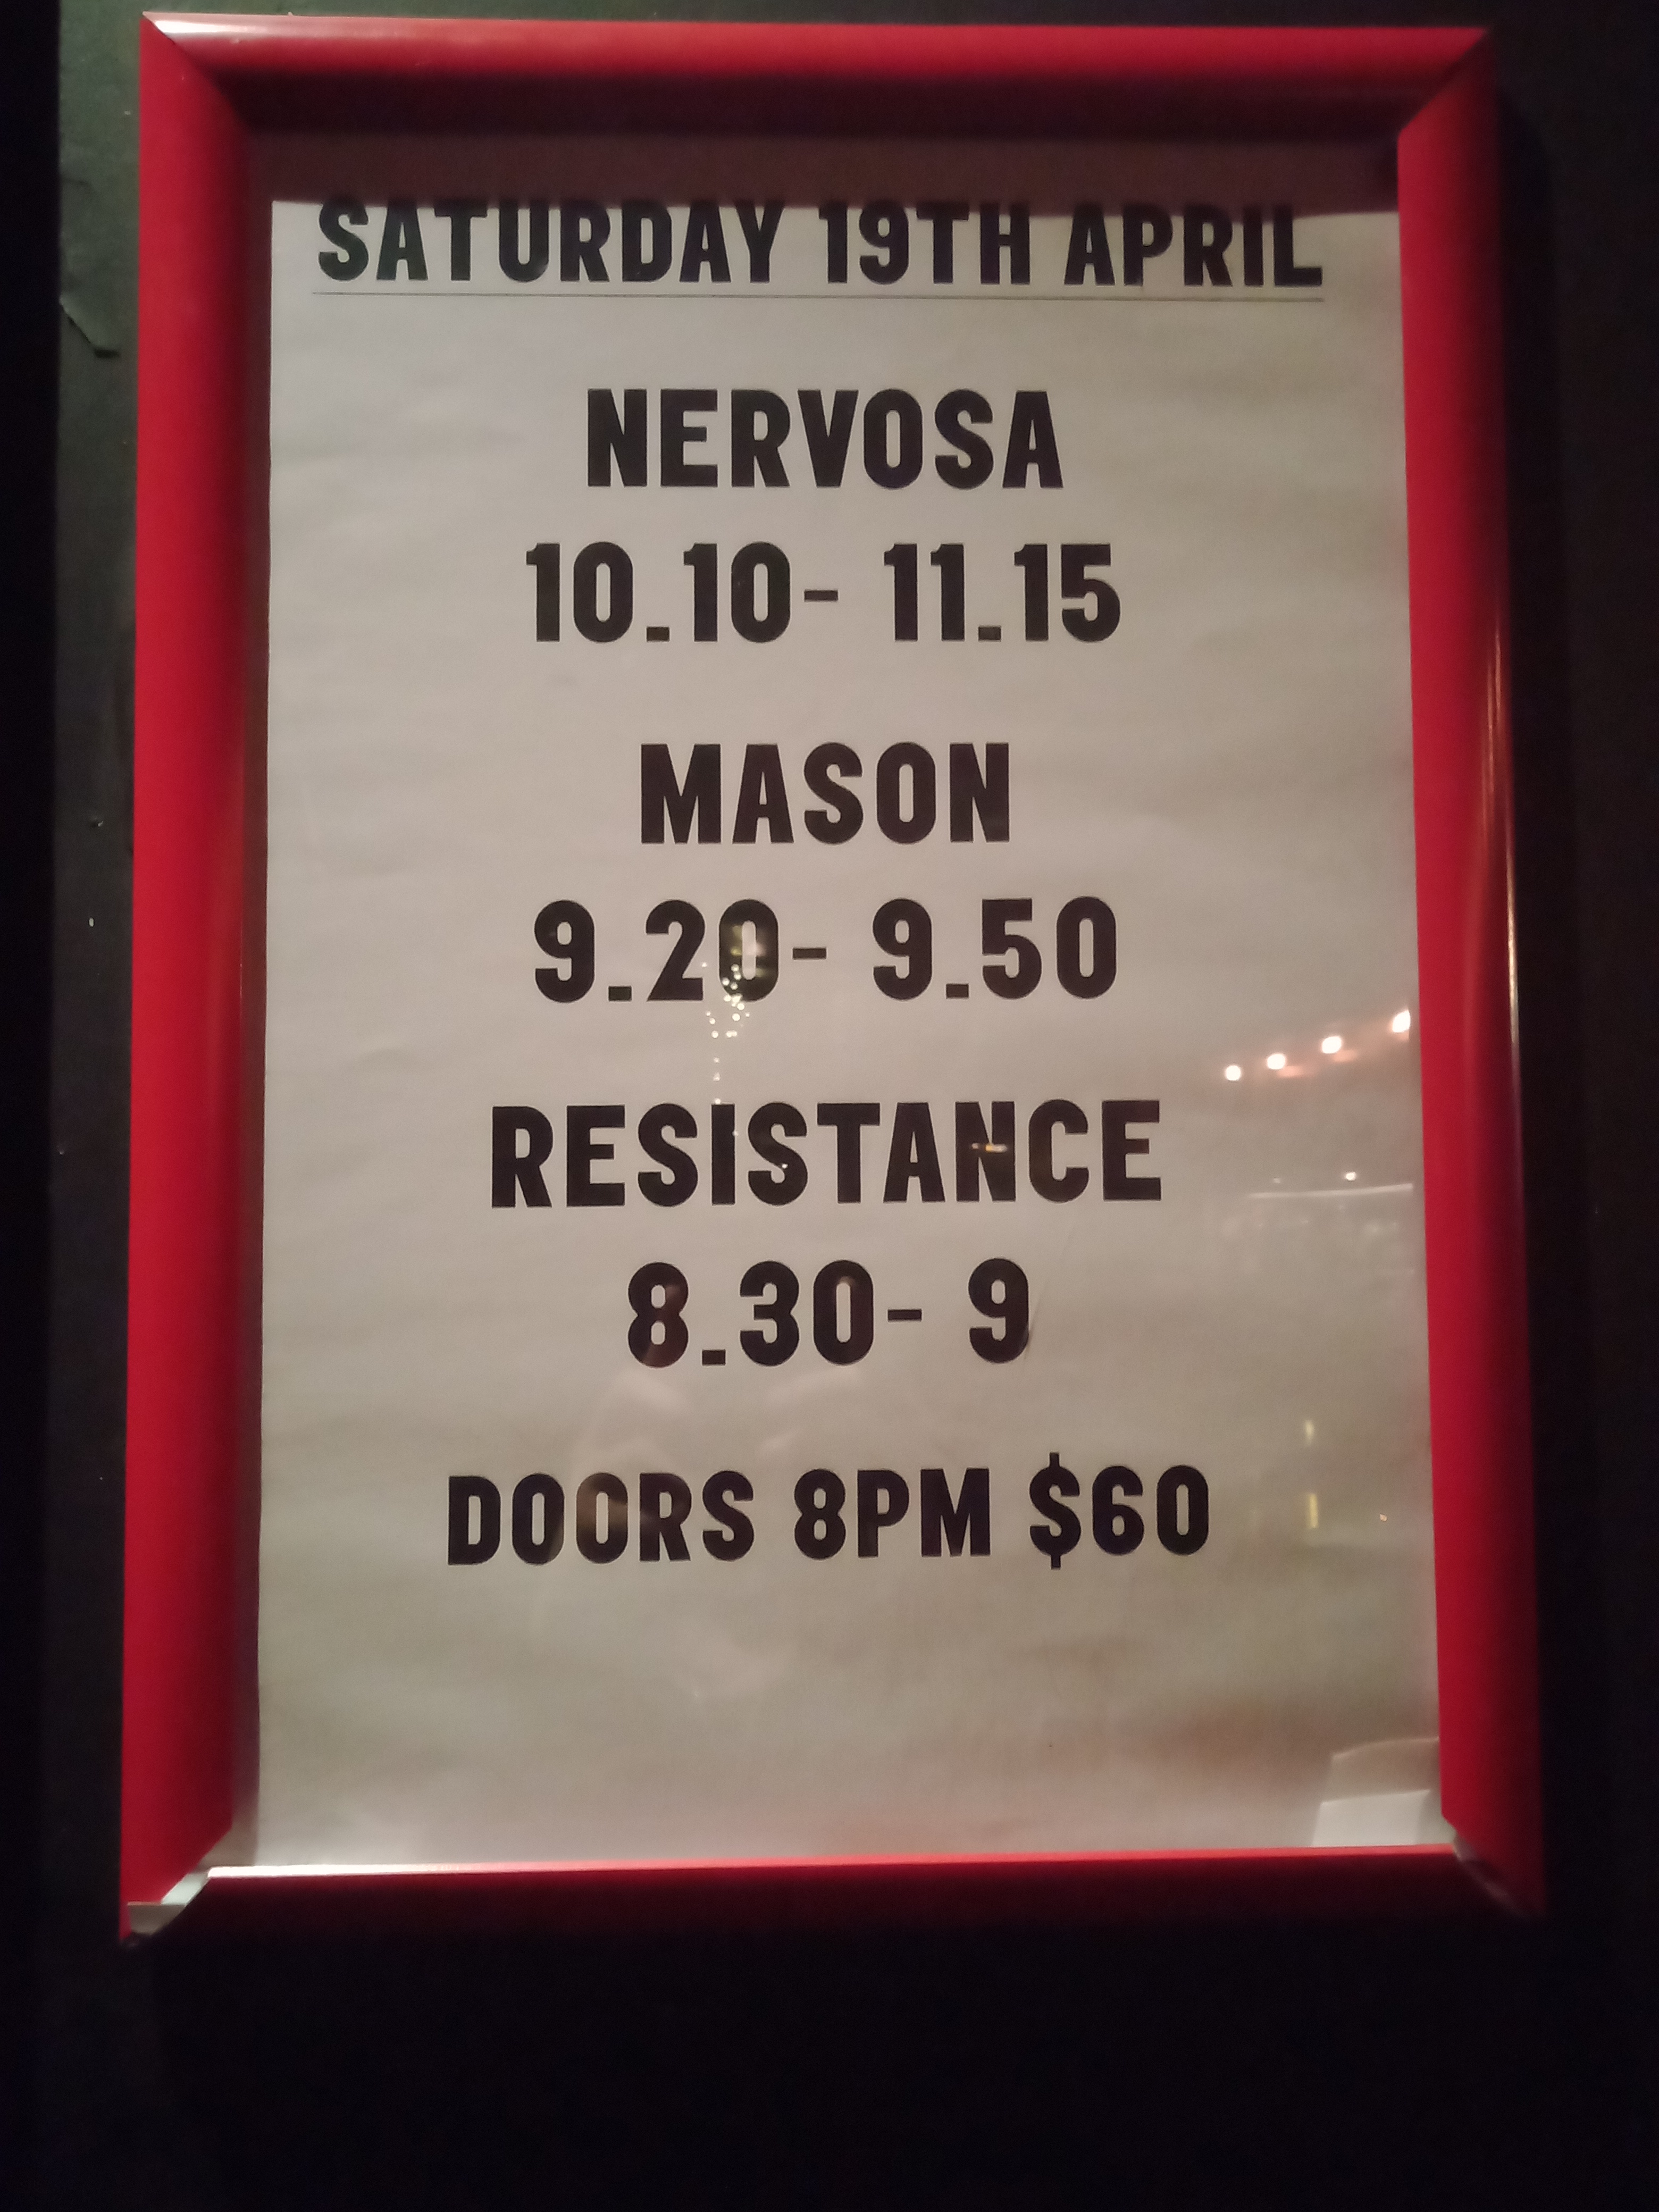 SATURDAY 19TH APRIL
NERVOSA
10.10- 11.15
MASON
9.20- 9.50
RESISTANCE
8.30- 9
DOORS 8PM $60